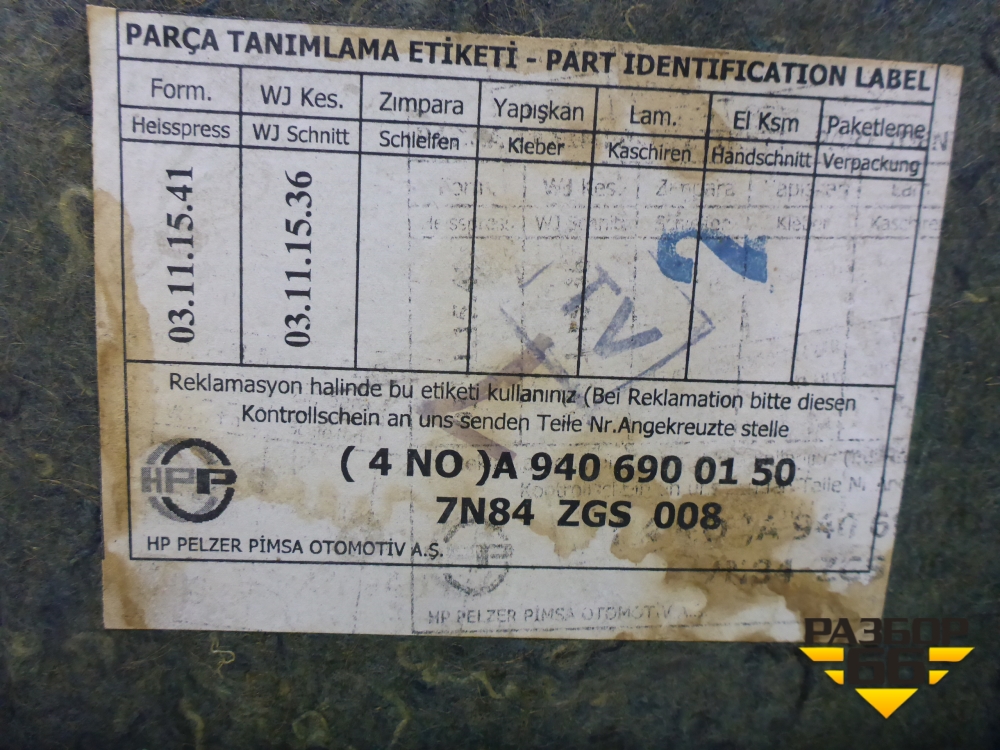 PARÇA TANIMLAMA ETİKETİ - PART IDENTIFICATION LABEL
Form. WJ Kes. Zımpara Yapışkan Lam. El Ksm Paketleme
Heisspress WJ Schnitt Schleifen Kleber Kaschiren Handschnitt Verpackung
03.11.15.41 03.11.15.36
2
TV
Reklamasyon halinde bu etiketi kullanınız (Bei Reklamation bitte diesen
Kontrollschein an uns senden Teile Nr.Angekreuzte stelle
HPP
( 4 NO )A 940 690 01 50
7N84 ZGS 008
HP PELZER PİMSA OTOMOTİV A.Ş.
HP PELZER PİMSA OTOMOTİV A.Ş.
РАЗБОР
66